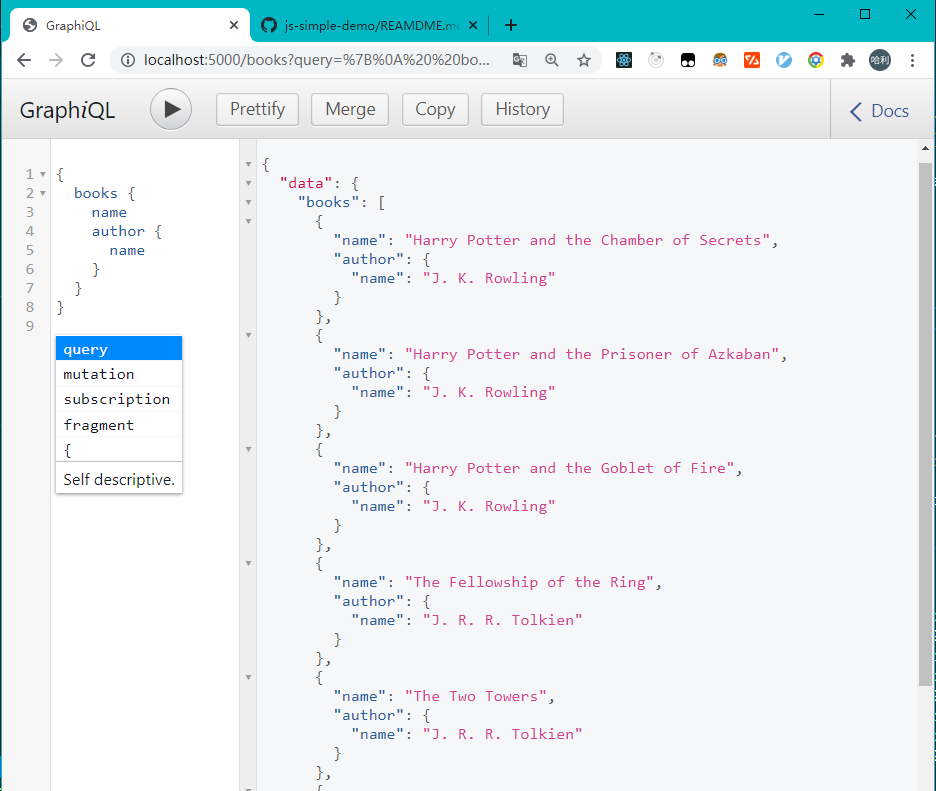 GraphiQL
js-simple-demo/REAMDME.m
localhost:5000/books?query=%7B%0A%20%20bo...
哈利
GraphiQL
Prettify
Merge
Copy
History
Docs
1 {
2 books {
3 name
4 author {
5 name
6 }
7 }
8 }
9
query
mutation
subscription
fragment
{
Self descriptive.
{
"data": {
"books": [
{
"name": "Harry Potter and the Chamber of Secrets",
"author": {
"name": "J. K. Rowling"
}
},
{
"name": "Harry Potter and the Prisoner of Azkaban",
"author": {
"name": "J. K. Rowling"
}
},
{
"name": "Harry Potter and the Goblet of Fire",
"author": {
"name": "J. K. Rowling"
}
},
{
"name": "The Fellowship of the Ring",
"author": {
"name": "J. R. R. Tolkien"
}
},
{
"name": "The Two Towers",
"author": {
"name": "J. R. R. Tolkien"
}
},
{